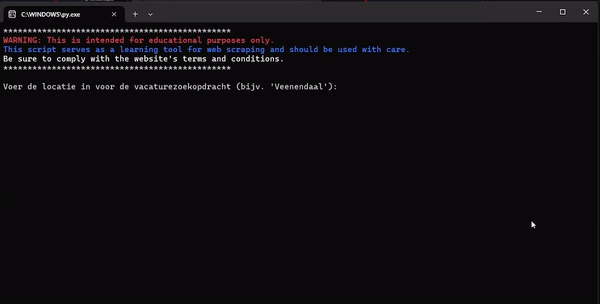 C:\WINDOWS\py.exe
***********************************************
WARNING: This is intended for educational purposes only.
This script serves as a learning tool for web scraping and should be used with care.
Be sure to comply with the website's terms and conditions.
***********************************************
Voer de locatie in voor de vacaturezoekopdracht (bijv. 'Veenendaal'):